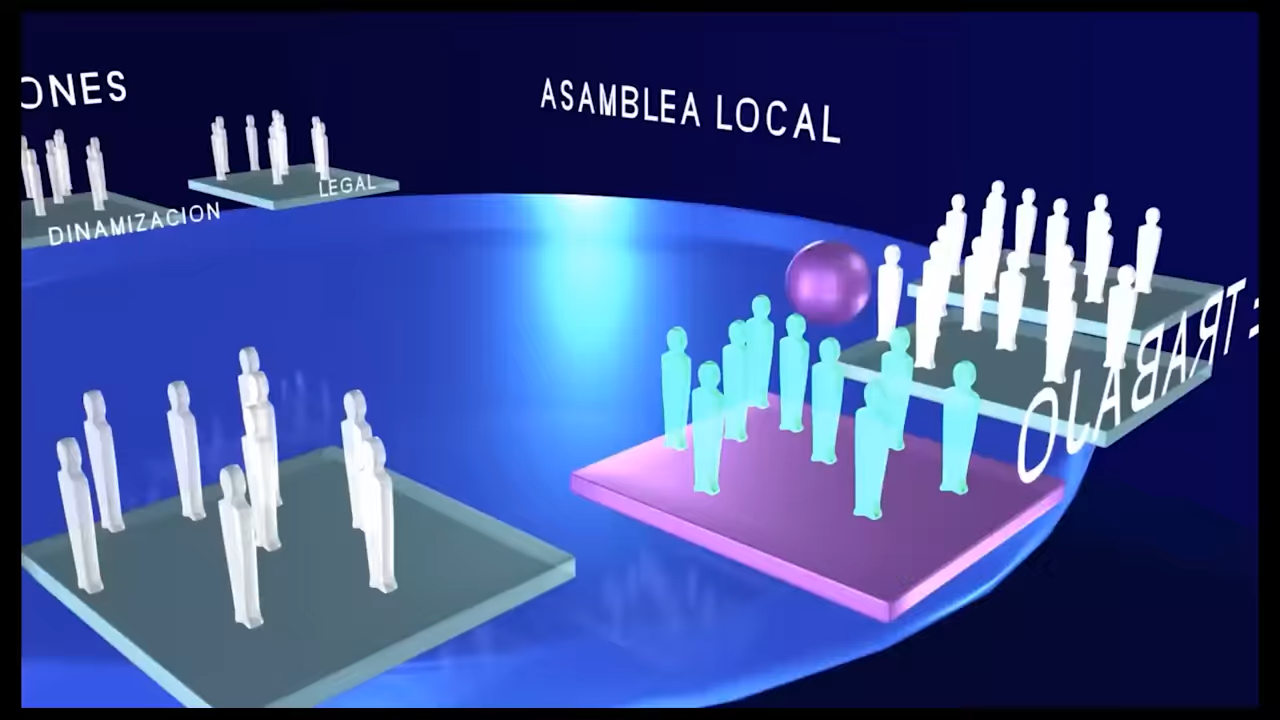 ONES
ASAMBLEA LOCAL
LEGAL
DINAMIZACION
TRABAJO